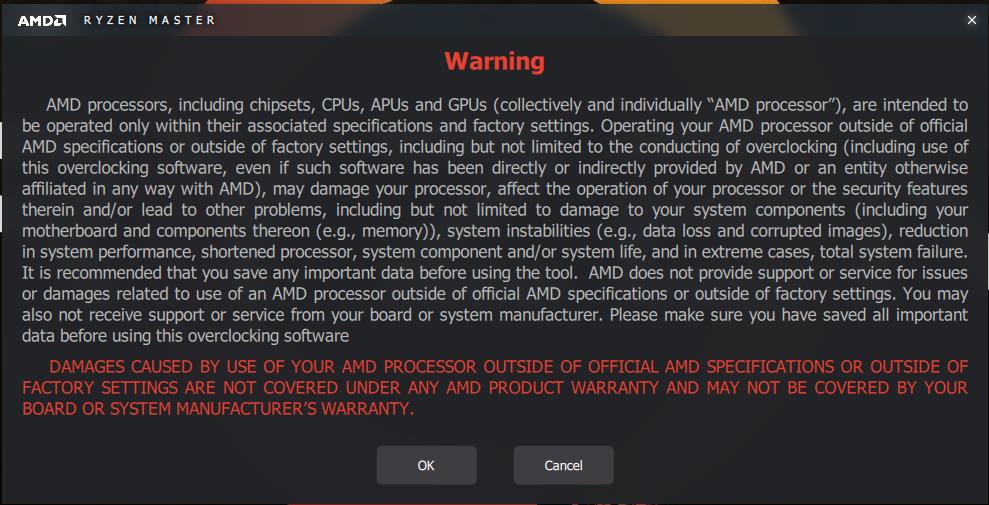 AMD RYZEN MASTER
Warning
AMD processors, including chipsets, CPUs, APUs and GPUs (collectively and individually “AMD processor”), are intended to
be operated only within their associated specifications and factory settings. Operating your AMD processor outside of official
AMD specifications or outside of factory settings, including but not limited to the conducting of overclocking (including use of
this overclocking software, even if such software has been directly or indirectly provided by AMD or an entity otherwise
affiliated in any way with AMD), may damage your processor, affect the operation of your processor or the security features
therein and/or lead to other problems, including but not limited to damage to your system components (including your
motherboard and components thereon (e.g., memory)), system instabilities (e.g., data loss and corrupted images), reduction
in system performance, shortened processor, system component and/or system life, and in extreme cases, total system failure.
It is recommended that you save any important data before using the tool.  AMD does not provide support or service for issues
or damages related to use of an AMD processor outside of official AMD specifications or outside of factory settings. You may
also not receive support or service from your board or system manufacturer. Please make sure you have saved all important
data before using this overclocking software
DAMAGES CAUSED BY USE OF YOUR AMD PROCESSOR OUTSIDE OF OFFICIAL AMD SPECIFICATIONS OR OUTSIDE OF
FACTORY SETTINGS ARE NOT COVERED UNDER ANY AMD PRODUCT WARRANTY AND MAY NOT BE COVERED BY YOUR
BOARD OR SYSTEM MANUFACTURER’S WARRANTY.
OK Cancel